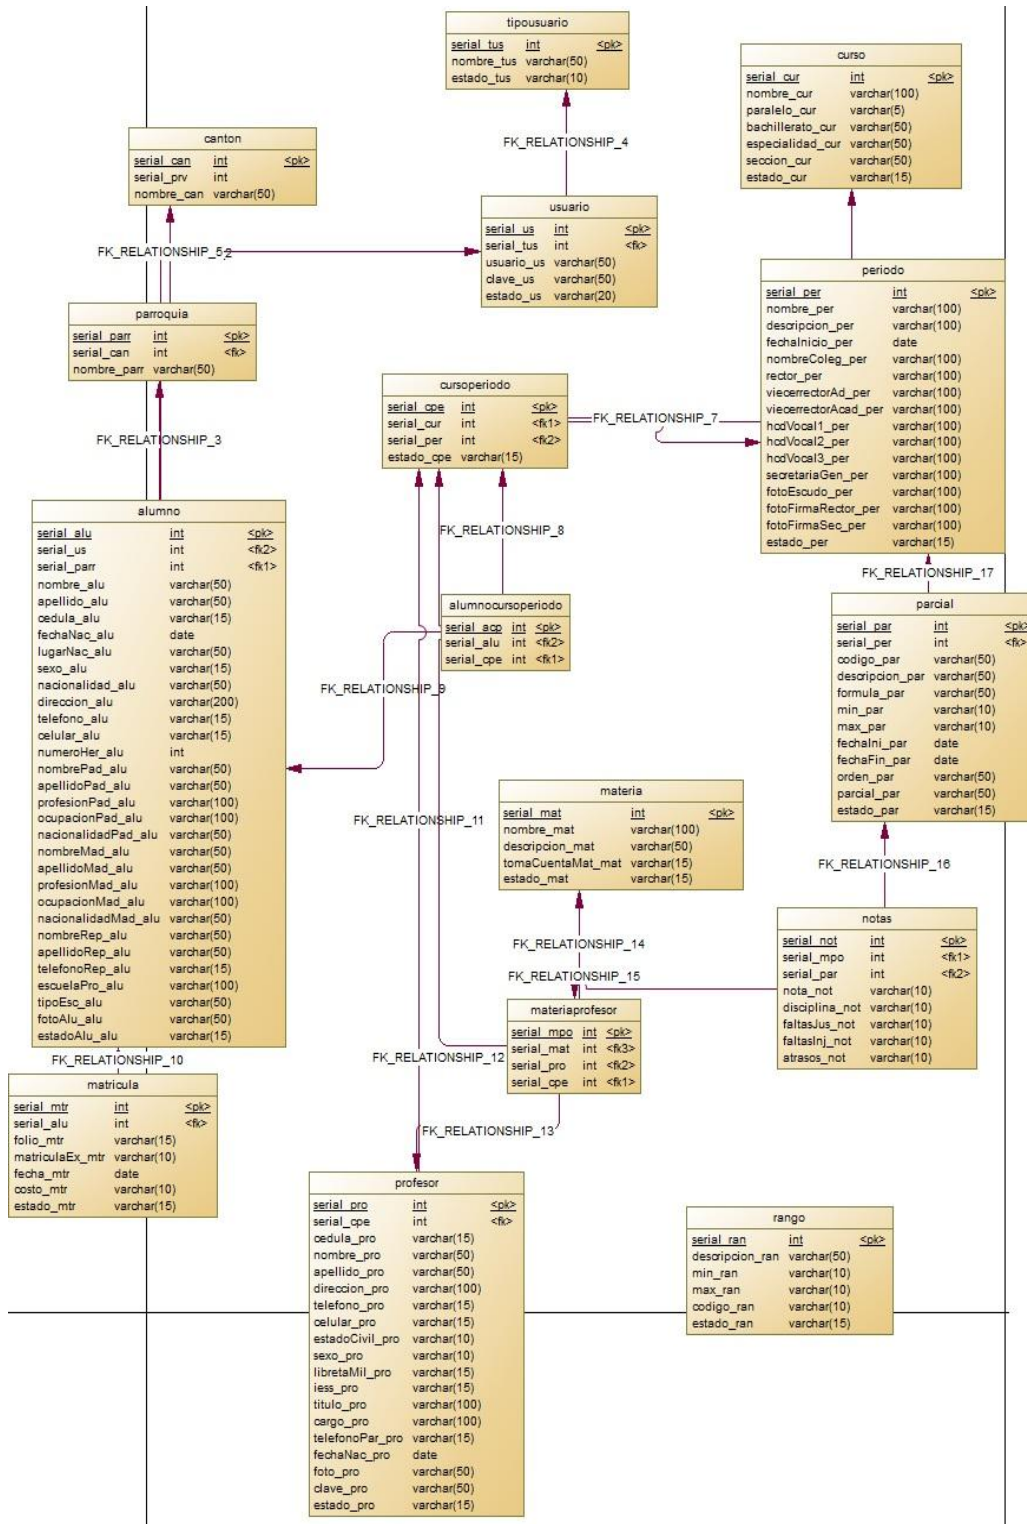 tipousuario
serial_tus int <pk>
nombre_tus varchar(50)
estado_tus varchar(10)
curso
serial_cur int <pk>
nombre_cur varchar(100)
paralelo_cur varchar(5)
bachillerato_cur varchar(50)
especialidad_cur varchar(50)
seccion_cur varchar(50)
estado_cur varchar(15)
canton
serial_can int <pk>
serial_prv int
nombre_can varchar(50)
FK_RELATIONSHIP_4
usuario
serial_us int <pk>
serial_tus int <fk>
usuario_us varchar(50)
clave_us varchar(50)
estado_us varchar(20)
FK_RELATIONSHIP_5
periodo
serial_per int <pk>
nombre_per varchar(100)
descripcion_per varchar(100)
fechaInicio_per date
nombreColeg_per varchar(100)
rector_per varchar(100)
viecerrectorAd_per varchar(100)
viecerrectorAcad_per varchar(100)
hcdVocal1_per varchar(100)
hcdVocal2_per varchar(100)
hcdVocal3_per varchar(100)
secretariaGen_per varchar(100)
fotoEscudo_per varchar(100)
fotoFirmaRector_per varchar(100)
fotoFirmaSec_per varchar(100)
estado_per varchar(15)
parroquia
serial_parr int <pk>
serial_can int <fk>
nombre_parr varchar(50)
cursoperiodo
serial_cpe int <pk>
serial_cur int <fk1>
serial_per int <fk2>
estado_cpe varchar(15)
FK_RELATIONSHIP_7
FK_RELATIONSHIP_3
alumno
serial_alu int <pk>
serial_us int <fk2>
serial_parr int <fk1>
nombre_alu varchar(50)
apellido_alu varchar(50)
cedula_alu varchar(15)
fechaNac_alu date
lugarNac_alu varchar(50)
sexo_alu varchar(15)
nacionalidad_alu varchar(50)
direccion_alu varchar(200)
telefono_alu varchar(15)
celular_alu varchar(15)
numeroHer_alu int
nombrePad_alu varchar(50)
apellidoPad_alu varchar(50)
profesionPad_alu varchar(100)
ocupacionPad_alu varchar(100)
nacionalidadPad_alu varchar(50)
nombreMad_alu varchar(50)
apellidoMad_alu varchar(50)
profesionMad_alu varchar(100)
ocupacionMad_alu varchar(100)
nacionalidadMad_alu varchar(50)
nombreRep_alu varchar(50)
apellidoRep_alu varchar(50)
telefonoRep_alu varchar(15)
escuelaPro_alu varchar(100)
tipoEsc_alu varchar(50)
fotoAlu_alu varchar(50)
estadoAlu_alu varchar(15)
FK_RELATIONSHIP_8
FK_RELATIONSHIP_17
alumnocursoperiodo
serial_acp int <pk>
serial_alu int <fk2>
serial_cpe int <fk1>
parcial
serial_par int <pk>
serial_per int <fk>
codigo_par varchar(50)
descripcion_par varchar(50)
formula_par varchar(50)
min_par varchar(10)
max_par varchar(10)
fechaIni_par date
fechaFin_par date
orden_par varchar(50)
parcial_par varchar(50)
estado_par varchar(15)
FK_RELATIONSHIP_9
materia
serial_mat int <pk>
nombre_mat varchar(100)
descripcion_mat varchar(50)
tomaCuentaMat_mat varchar(15)
estado_mat varchar(15)
FK_RELATIONSHIP_11
FK_RELATIONSHIP_16
notas
serial_not int <pk>
serial_mpo int <fk1>
serial_par int <fk2>
nota_not varchar(10)
disciplina_not varchar(10)
faltasJus_not varchar(10)
faltasInj_not varchar(10)
atrasos_not varchar(10)
FK_RELATIONSHIP_14
FK_RELATIONSHIP_15
materiaprofesor
serial_mpo int <pk>
serial_mat int <fk3>
serial_pro int <fk2>
serial_cpe int <fk1>
FK_RELATIONSHIP_10
FK_RELATIONSHIP_12
matricula
serial_mtr int <pk>
serial_alu int <fk>
folio_mtr varchar(15)
matriculaEx_mtr varchar(10)
fecha_mtr date
costo_mtr varchar(10)
estado_mtr varchar(15)
FK_RELATIONSHIP_13
profesor
serial_pro int <pk>
serial_cpe int <fk>
cedula_pro varchar(15)
nombre_pro varchar(50)
apellido_pro varchar(50)
direccion_pro varchar(100)
telefono_pro varchar(15)
celular_pro varchar(15)
estadoCivil_pro varchar(10)
sexo_pro varchar(10)
libretaMil_pro varchar(15)
iess_pro varchar(15)
titulo_pro varchar(100)
cargo_pro varchar(100)
telefonoPar_pro varchar(15)
fechaNac_pro date
foto_pro varchar(50)
clave_pro varchar(50)
estado_pro varchar(15)
rango
serial_ran int <pk>
descripcion_ran varchar(50)
min_ran varchar(10)
max_ran varchar(10)
codigo_ran varchar(10)
estado_ran varchar(15)